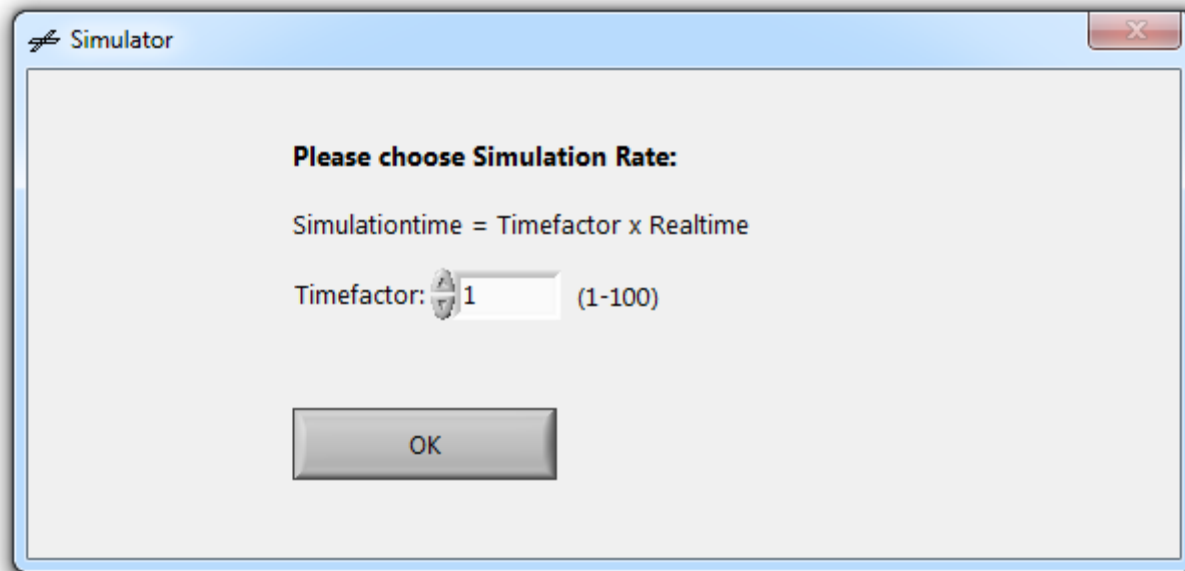 Simulator
Please choose Simulation Rate:
Simulationtime = Timefactor x Realtime
Timefactor: 1 (1-100)
OK